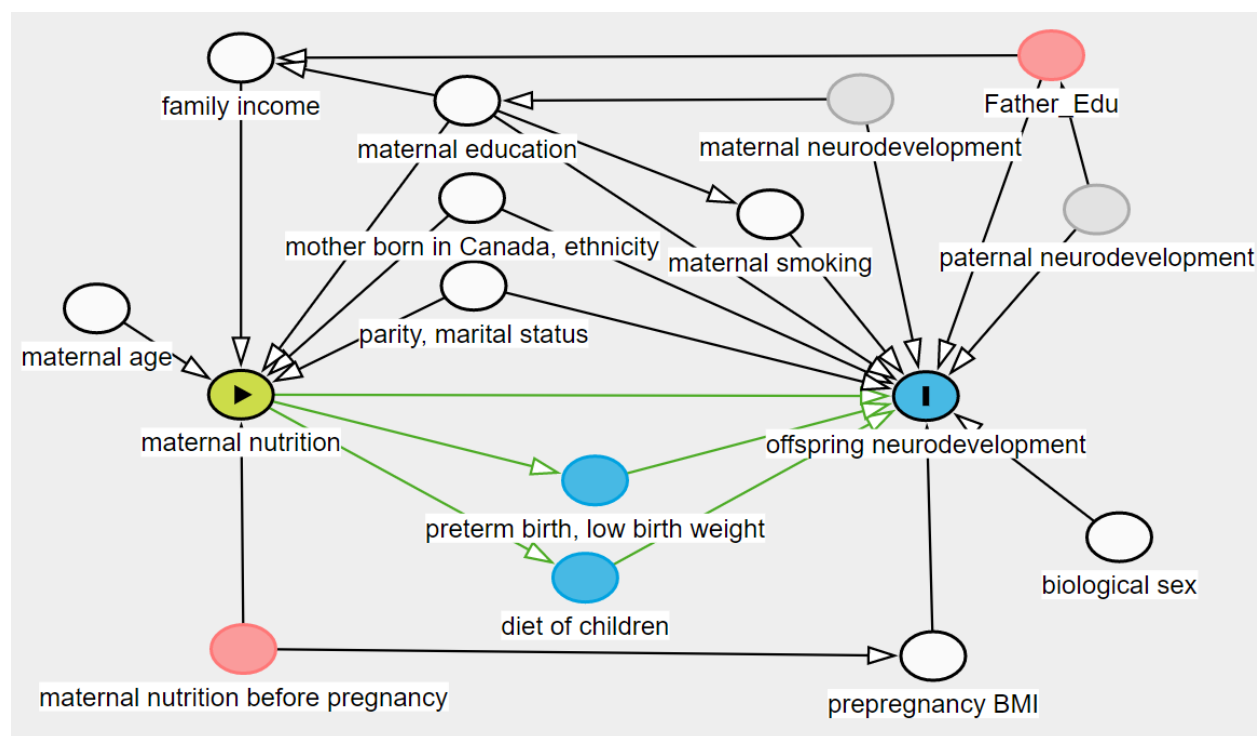 family income
Father_Edu
maternal education
maternal neurodevelopment
mother born in Canada, ethnicity
maternal smoking
paternal neurodevelopment
parity, marital status
maternal age
maternal nutrition
offspring neurodevelopment
preterm birth, low birth weight
biological sex
diet of children
maternal nutrition before pregnancy
prepregnancy BMI